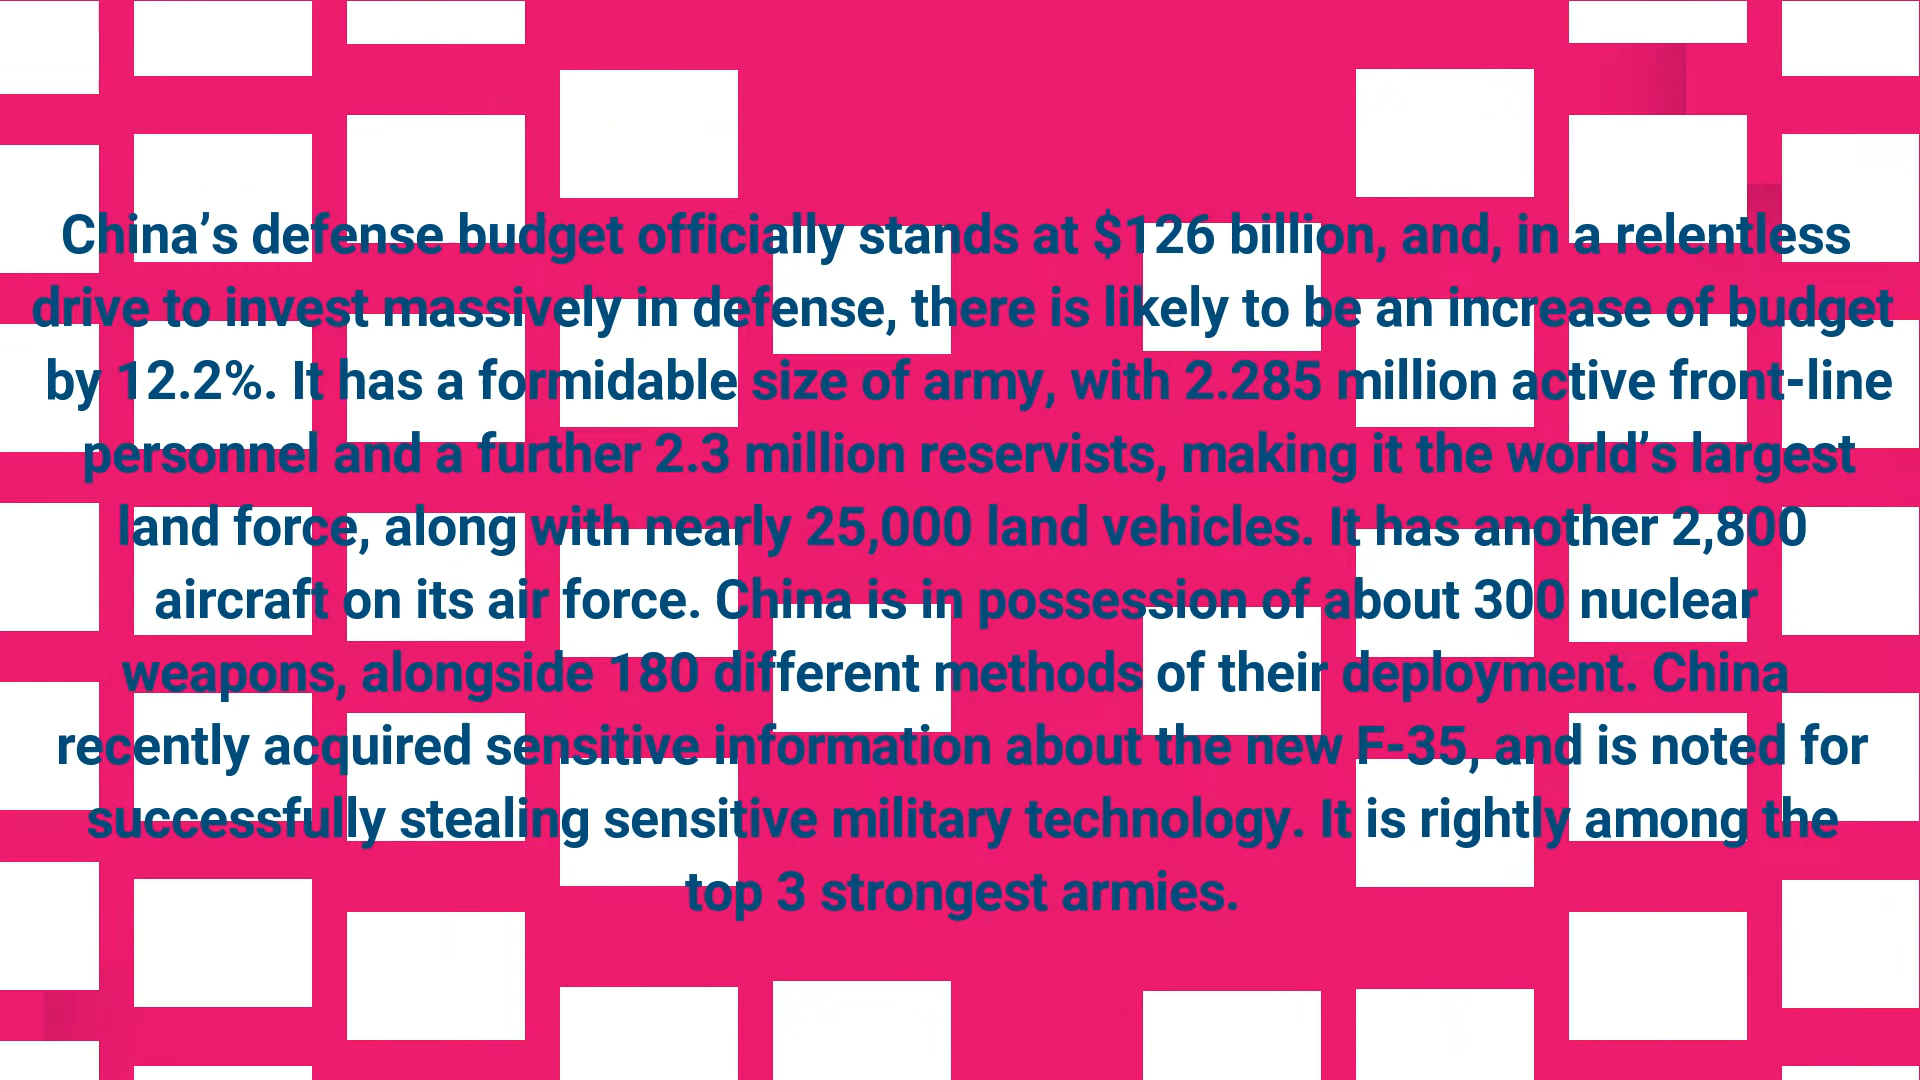 China’s defense budget officially stands at $126 billion, and, in a relentless
drive to invest massively in defense, there is likely to be an increase of budget
by 12.2%. It has a formidable size of army, with 2.285 million active front-line
personnel and a further 2.3 million reservists, making it the world’s largest
land force, along with nearly 25,000 land vehicles. It has another 2,800
aircraft on its air force. China is in possession of about 300 nuclear
weapons, alongside 180 different methods of their deployment. China
recently acquired sensitive information about the new F-35, and is noted for
successfully stealing sensitive military technology. It is rightly among the
top 3 strongest armies.